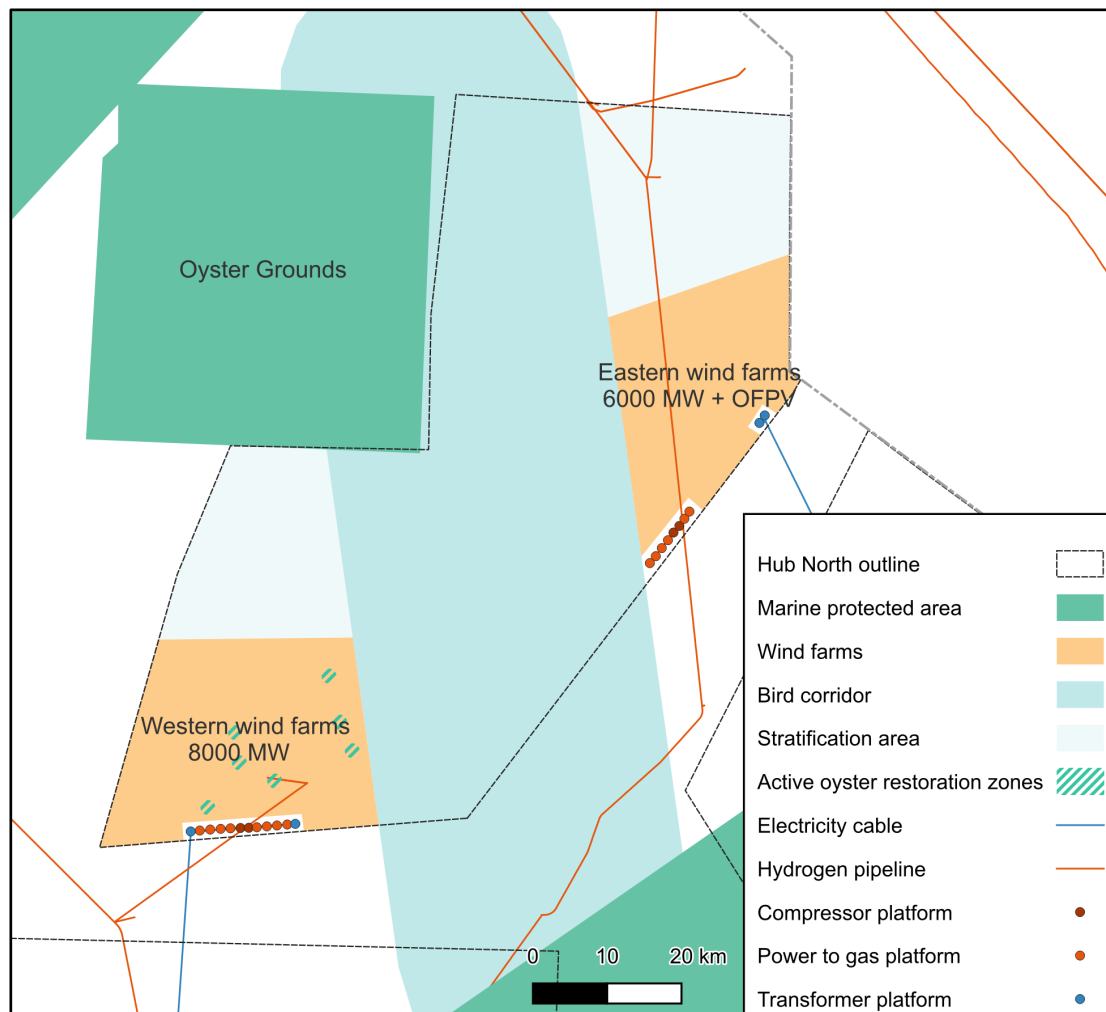 Oyster Grounds
Eastern wind farms
6000 MW + OFPV
Western wind farms
8000 MW
0 10 20 km
Hub North outline
Marine protected area
Wind farms
Bird corridor
Stratification area
Active oyster restoration zones
Electricity cable
Hydrogen pipeline
Compressor platform
Power to gas platform
Transformer platform